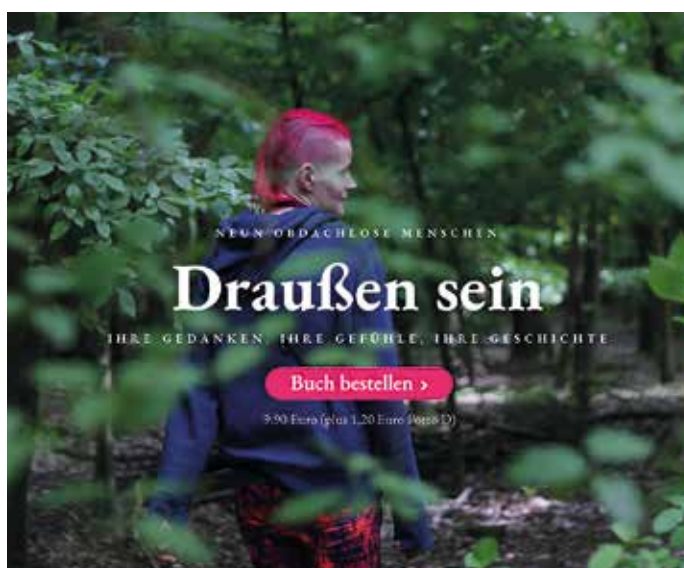 NEUN OBDACHLOSE MENSCHEN
Draußen sein
IHRE GEDANKEN, IHRE GEFÜHLE, IHRE GESCHICHTE
Buch bestellen ›
9,90 Euro (plus 1,20 Euro Porto D)